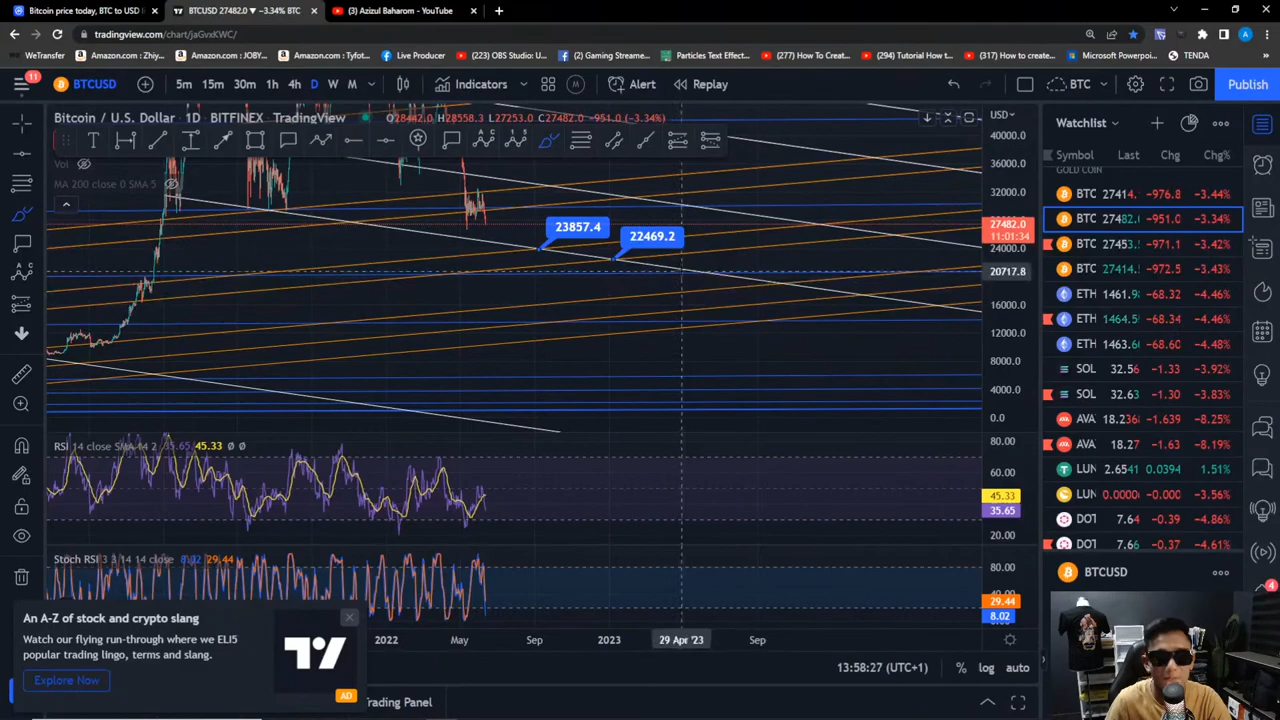 Bitcoin price today, BTC to USD
BTCUSD 27482.0 ▼ −3.34% BTC
(3) Azizul Baharom - YouTube
tradingview.com/chart/jaGvxKWC/
A
WeTransfer
Amazon.com: Zhiy...
Amazon.com: JOBY...
Amazon.com: Tyfot...
Live Producer
(223) OBS Studio: U...
(2) Gaming Streame...
Particles Text Effect...
(277) How To Creat...
(294) Tutorial How t...
(317) How to create...
Microsoft Powerpoi...
TENDA
11
BTCUSD
5m 15m 30m 1h 4h D W M
Indicators
M
Alert
Replay
BTC
Publish
Bitcoin / U.S. Dollar · 1D · BITFINEX · TradingView
O28442.0 H28558.3 L27253.0 C27482.0 −951.0 (−3.34%)
Vol
MA 200 close 0 SMA 5
USD
40000.0
36000.0
32000.0
27482.0
11:01:34
24000.0
20717.8
16000.0
12000.0
8000.0
4000.0
0.0
23857.4
22469.2
RSI 14 close SMA 14 2 35.65 45.33 Ø Ø
80.00
60.00
45.33
35.65
20.00
Stoch RSI 3 3 14 14 close 8.02 29.44
80.00
40.00
29.44
8.02
2022
May
Sep
2023
29 Apr '23
Sep
13:58:27 (UTC+1)
%
log
auto
Trading Panel
An A-Z of stock and crypto slang
Watch our flying run-through where we ELI5
popular trading lingo, terms and slang.
Explore Now
AD
Watchlist
Symbol Last Chg Chg%
GOLD COIN
BTC 27414. −976.8 −3.44%
BTC 27482.0 −951.0 −3.34%
BTC 27453.5 −971.1 −3.42%
BTC 27414.5 −972.5 −3.43%
ETH 1461.98 −68.32 −4.46%
ETH 1464.55 −68.34 −4.46%
ETH 1463.60 −68.60 −4.48%
SOL 32.56 −1.33 −3.92%
SOL 32.63 −1.30 −3.83%
AVA 18.236 −1.639 −8.25%
AVA 18.27 −1.63 −8.19%
LUN 2.6541 0.0394 1.51%
LUN 0.0000 −0.000 −3.56%
DOT 7.64 −0.39 −4.86%
DOT 7.66 −0.37 −4.61%
BTCUSD
4